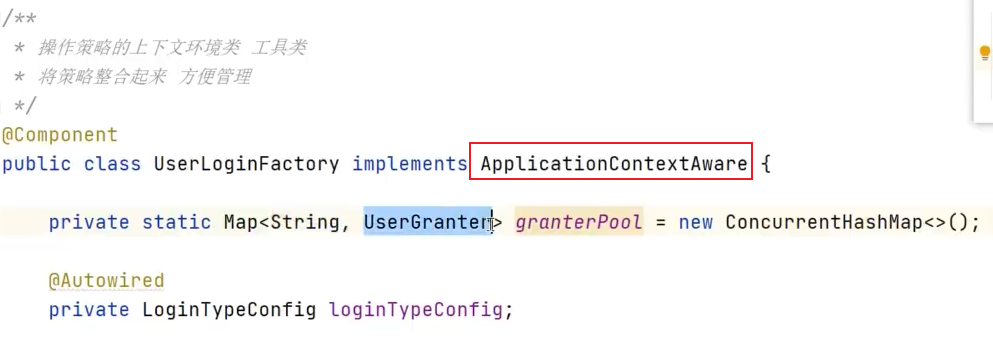 /**
* 操作策略的上下文环境类 工具类
* 将策略整合起来 方便管理
*/
@Component
public class UserLoginFactory implements ApplicationContextAware {
private static Map<String, UserGranter> granterPool = new ConcurrentHashMap<>();
@Autowired
private LoginTypeConfig loginTypeConfig;